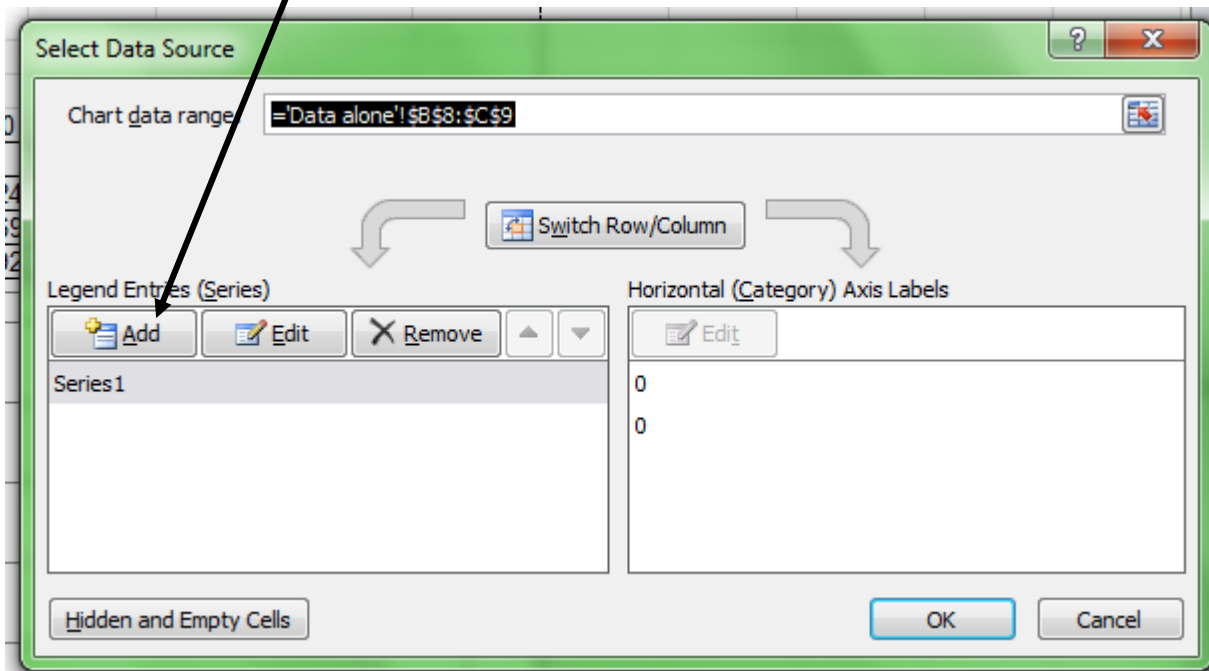 Select Data Source
Chart data range:
='Data alone'!$B$8:$C$9
Switch Row/Column
Legend Entries (Series)
Horizontal (Category) Axis Labels
Add
Edit
Remove
Edit
Series1
0
0
Hidden and Empty Cells
OK
Cancel